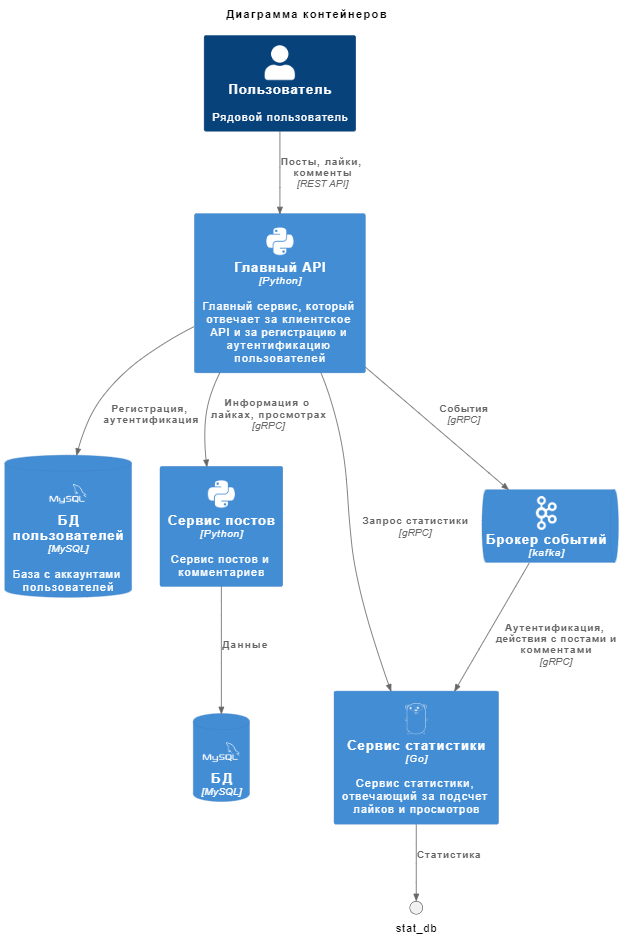 Диаграмма контейнеров
Пользователь
Рядовой пользователь
Посты, лайки,
комменты
[REST API]
Главный API
[Python]
Главный сервис, который
отвечает за клиентское
API и за регистрацию и
аутентификацию
пользователей
Регистрация,
аутентификация
Информация о
лайках, просмотрах
[gRPC]
События
[gRPC]
MySQL
БД
пользователей
[MySQL]
База с аккаунтами
пользователей
Сервис постов
[Python]
Сервис постов и
комментариев
Запрос статистики
[gRPC]
Брокер событий
[kafka]
Данные
Аутентификация,
действия с постами и
комментами
[gRPC]
MySQL
БД
[MySQL]
Сервис статистики
[Go]
Сервис статистики,
отвечающий за подсчет
лайков и просмотров
Статистика
stat_db